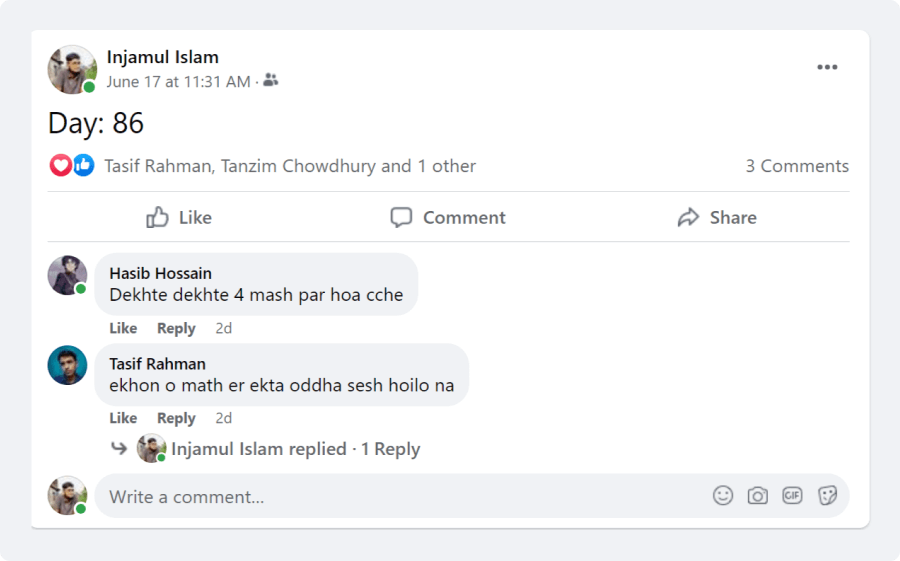 Injamul Islam
June 17 at 11:31 AM ·
Day: 86
Tasif Rahman, Tanzim Chowdhury and 1 other 3 Comments
Like Comment Share
Hasib Hossain
Dekhte dekhte 4 mash par hoa cche
Like Reply 2d
Tasif Rahman
ekhon o math er ekta oddha sesh hoilo na
Like Reply 2d
Injamul Islam replied · 1 Reply
Write a comment...
GIF